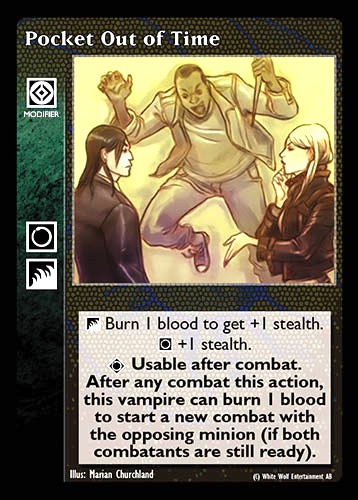 Pocket Out of Time
MODIFIER
Burn 1 blood to get +1 stealth.
+1 stealth.
Usable after combat.
After any combat this action,
this vampire can burn 1 blood
to start a new combat with
the opposing minion (if both
combatants are still ready).
Illus: Marian Churchland
(C) White Wolf Entertainment AB